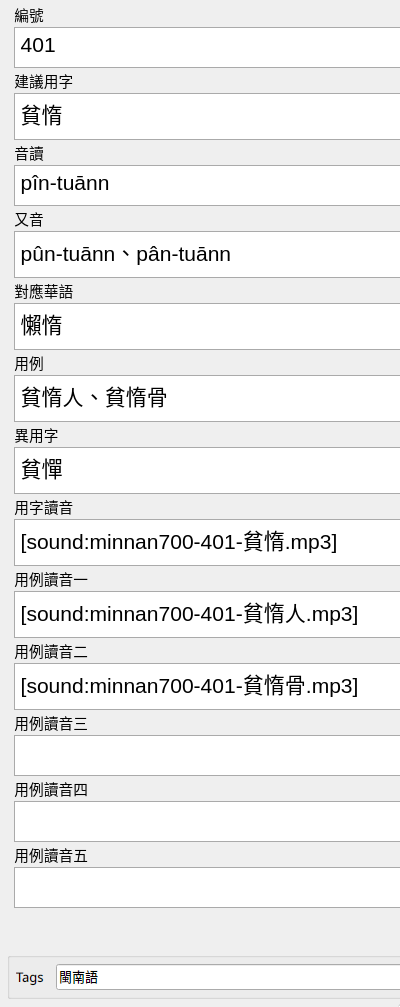 編號
401
建議用字
貧惰
音讀
pîn-tuānn
又音
pûn-tuānn、pân-tuānn
對應華語
懶惰
用例
貧惰人、貧惰骨
異用字
貧憚
用字讀音
[sound:minnan700-401-貧惰.mp3]
用例讀音一
[sound:minnan700-401-貧惰人.mp3]
用例讀音二
[sound:minnan700-401-貧惰骨.mp3]
用例讀音三
用例讀音四
用例讀音五
Tags 閩南語